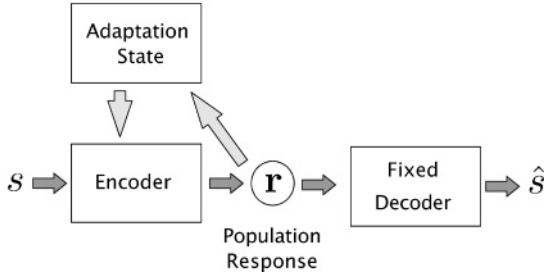 Adaptation
State
s
Encoder
r
Fixed
Decoder
ŝ
Population
Response